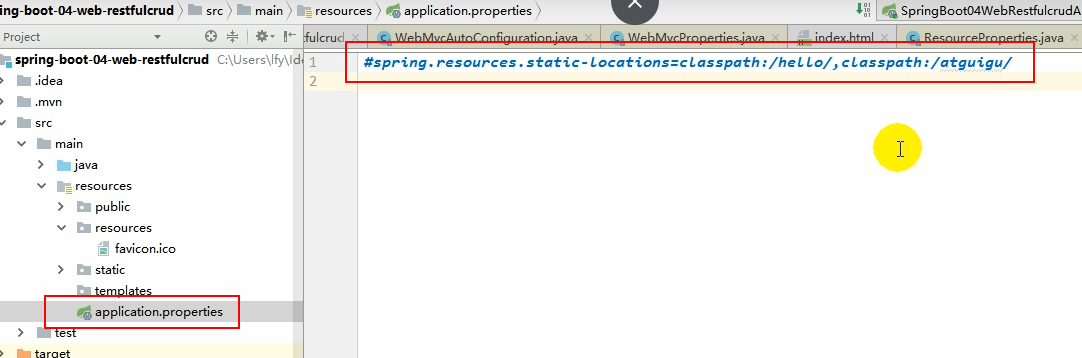 ing-boot-04-web-restfulcrud src main resources application.properties SpringBoot04WebRestfulcrudA
Project
tfulcrud WebMvcAutoConfiguration.java WebMvcProperties.java index.html ResourceProperties.java
spring-boot-04-web-restfulcrud C:\Users\lfy\Ide
1 #spring.resources.static-locations=classpath:/hello/,classpath:/atguigu/
2
.idea
.mvn
src
main
java
resources
public
resources
favicon.ico
static
templates
application.properties
test
target